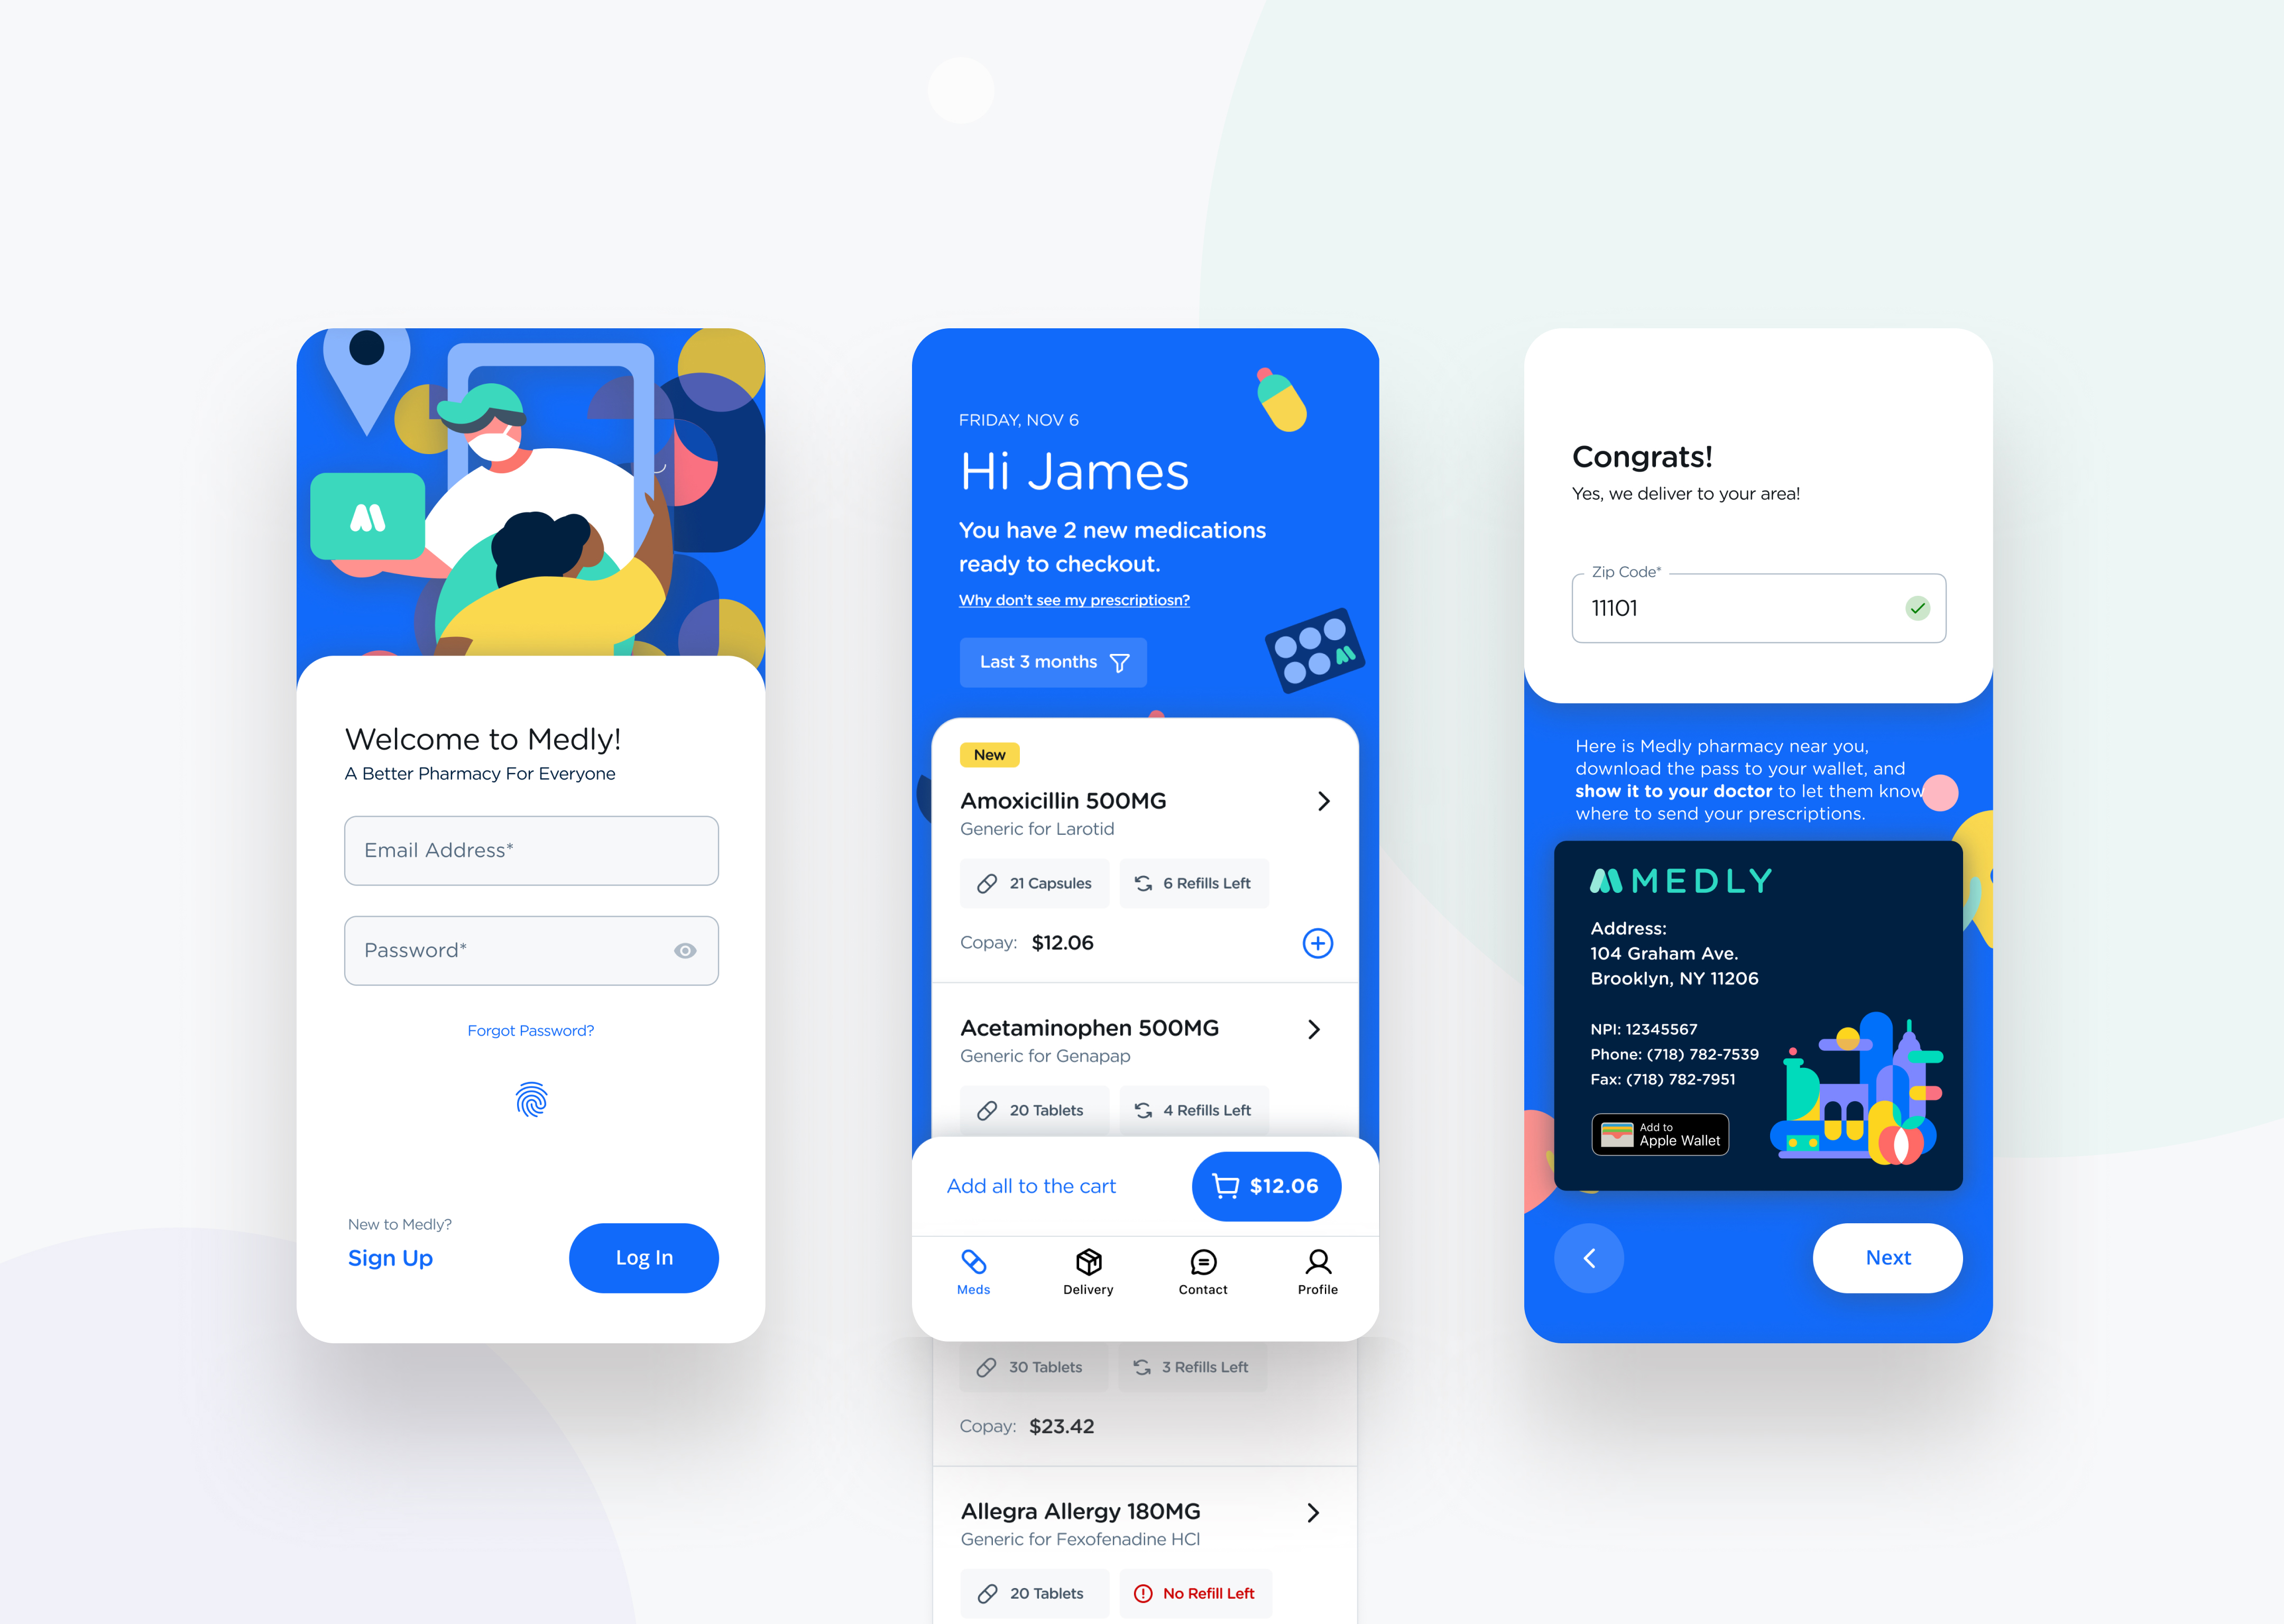 Welcome to Medly!
A Better Pharmacy For Everyone
Email Address*
Password*
Forgot Password?
New to Medly?
Sign Up
Log In
FRIDAY, NOV 6
Hi James
You have 2 new medications
ready to checkout.
Why don't see my prescriptiosn?
Last 3 months
New
Amoxicillin 500MG
Generic for Larotid
21 Capsules
6 Refills Left
Copay: $12.06
Acetaminophen 500MG
Generic for Genapap
20 Tablets
4 Refills Left
Add all to the cart
$12.06
Meds
Delivery
Contact
Profile
30 Tablets
3 Refills Left
Copay: $23.42
Allegra Allergy 180MG
Generic for Fexofenadine HCl
20 Tablets
No Refill Left
Congrats!
Yes, we deliver to your area!
Zip Code*
11101
Here is Medly pharmacy near you,
download the pass to your wallet, and
show it to your doctor to let them know
where to send your prescriptions.
MEDLY
Address:
104 Graham Ave.
Brooklyn, NY 11206
NPI: 12345567
Phone: (718) 782-7539
Fax: (718) 782-7951
Add to
Apple Wallet
Next